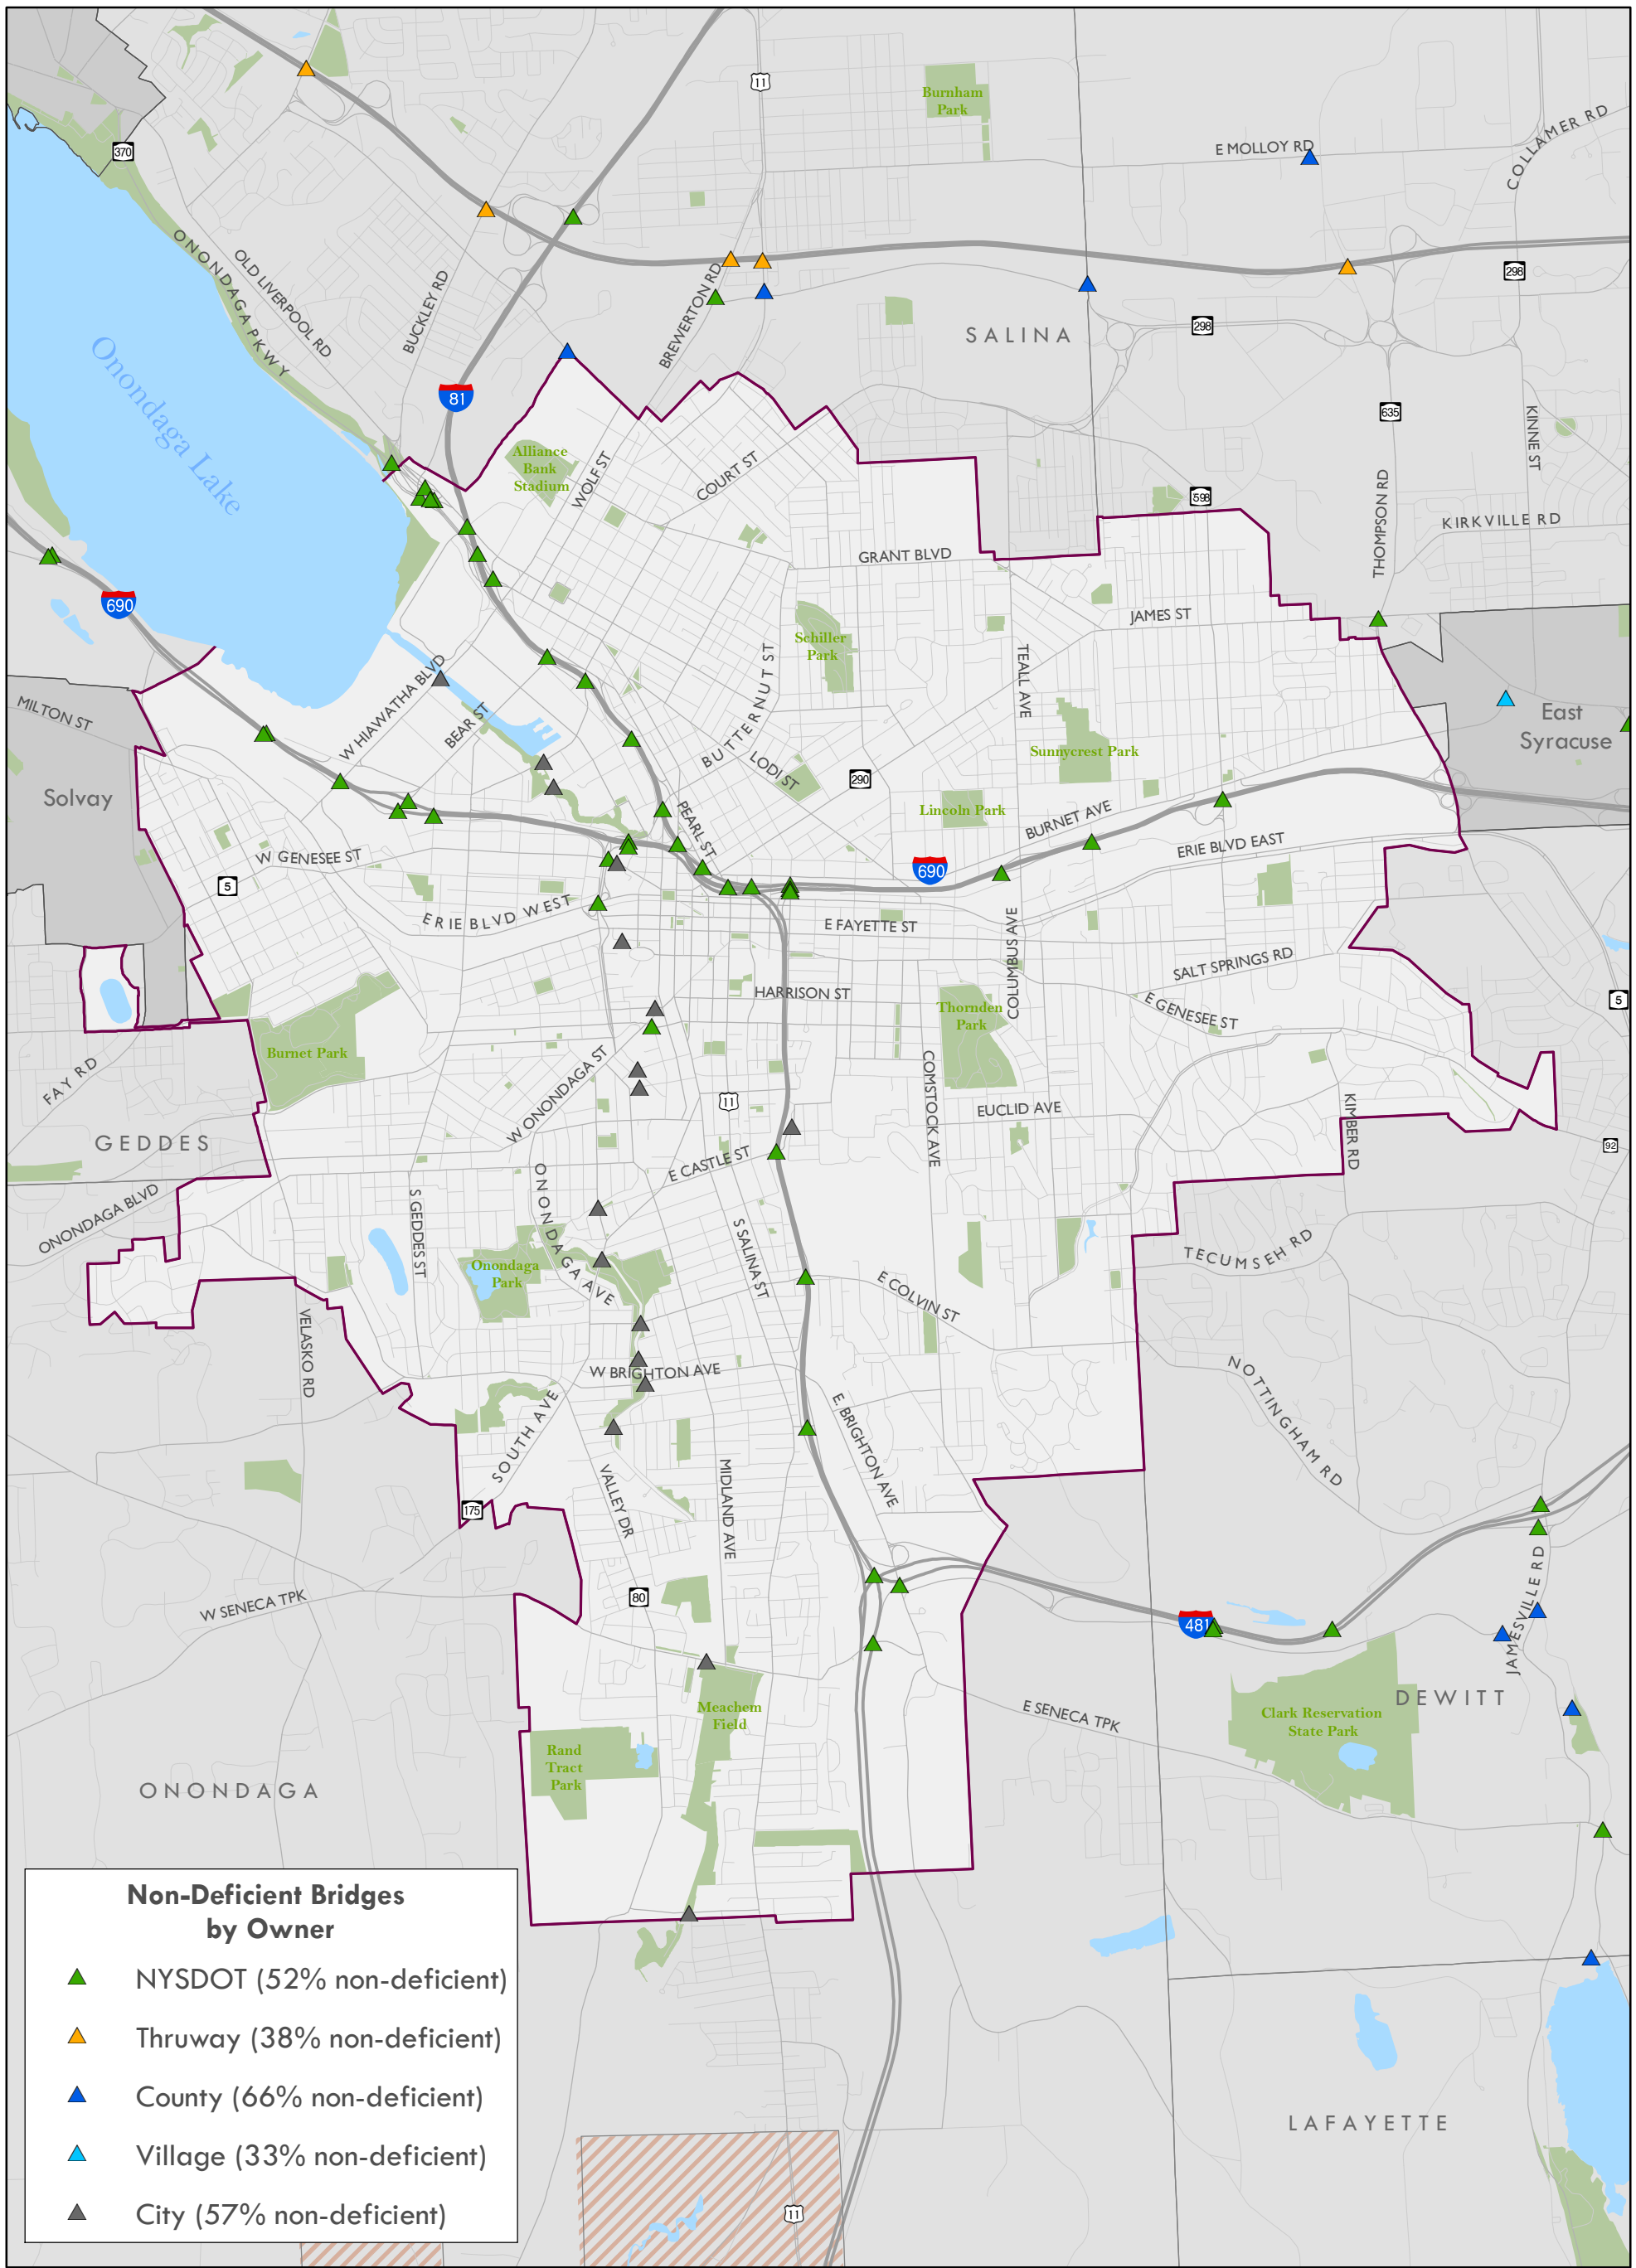 11
Burnham
Park
COLLAMER RD
E MOLLOY RD
370
ONONDAGA PKWY
OLD LIVERPOOL RD
BUCKLEY RD
BREWERTON RD
298
298
SALINA
Onondaga Lake
81
635
KINNE ST
Alliance
Bank
Stadium
WOLF ST
COURT ST
598
THOMPSON RD
KIRKVILLE RD
GRANT BLVD
690
JAMES ST
Schiller
Park
BUTTERNUT ST
TEALL AVE
W HIAWATHA BLVD
BEAR ST
MILTON ST
East
Syracuse
Sunnycrest Park
LODI ST
290
Solvay
PEARL ST
Lincoln Park
BURNET AVE
ERIE BLVD EAST
W GENESEE ST
690
5
ERIE BLVD WEST
E FAYETTE ST
COLUMBUS AVE
SALT SPRINGS RD
HARRISON ST
E GENESEE ST
5
Thornden
Park
Burnet Park
FAY RD
W ONONDAGA ST
COMSTOCK AVE
11
EUCLID AVE
KIMBER RD
GEDDES
92
E CASTLE ST
ONONDAGA BLVD
S GEDDES ST
ONONDAGA AVE
S SALINA ST
TECUMSEH RD
Onondaga
Park
E COLVIN ST
VELASKO RD
W BRIGHTON AVE
NOTTINGHAM RD
SOUTH AVE
E. BRIGHTON AVE
VALLEY DR
MIDLAND AVE
175
W SENECA TPK
80
481
JAMESVILLE RD
DEWITT
Meachem
Field
E SENECA TPK
Clark Reservation
State Park
Rand
Tract
Park
ONONDAGA
Non-Deficient Bridges
by Owner
NYSDOT (52% non-deficient)
Thruway (38% non-deficient)
County (66% non-deficient)
Village (33% non-deficient)
City (57% non-deficient)
LAFAYETTE
11